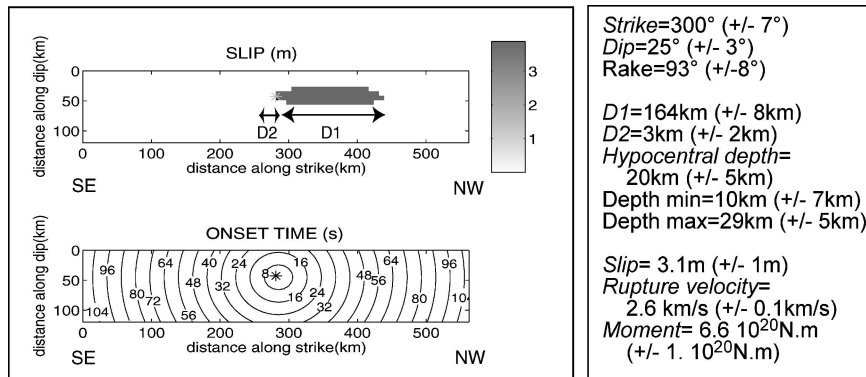 SLIP (m)
distance along dip(km)
0
50
100
D2
D1
0
100
200
300
400
500
distance along strike(km)
SE
NW
3
2
1
ONSET TIME (s)
distance along dip(km)
0
50
100
96
64
40
16
64
96
24
8
80
48
32
48
56
72
16
24
80
104
56
32
104
0
100
200
300
400
500
distance along strike(km)
SE
NW
Strike=300° (+/- 7°)
Dip=25° (+/- 3°)
Rake=93° (+/-8°)
D1=164km (+/- 8km)
D2=3km (+/- 2km)
Hypocentral depth=
20km (+/- 5km)
Depth min=10km (+/- 7km)
Depth max=29km (+/- 5km)
Slip= 3.1m (+/- 1m)
Rupture velocity=
2.6 km/s (+/- 0.1km/s)
Moment= 6.6 10²⁰N.m
(+/- 1. 10²⁰N.m)